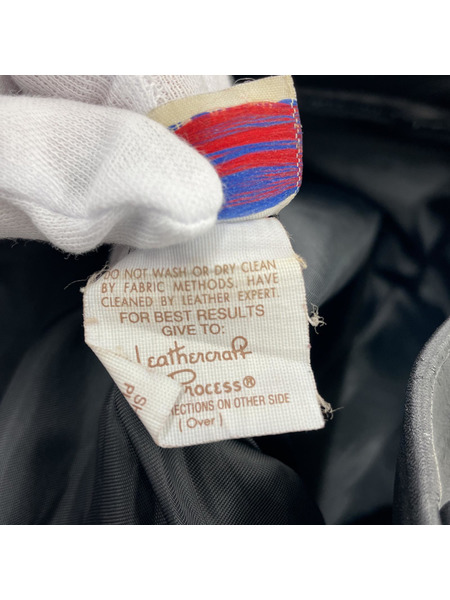 DO NOT WASH OR DRY CLEAN
BY FABRIC METHODS. HAVE
CLEANED BY LEATHER EXPERT.
FOR BEST RESULTS
GIVE TO:
Leathercraft
Process®
ECTIONS ON OTHER SIDE
(Over)